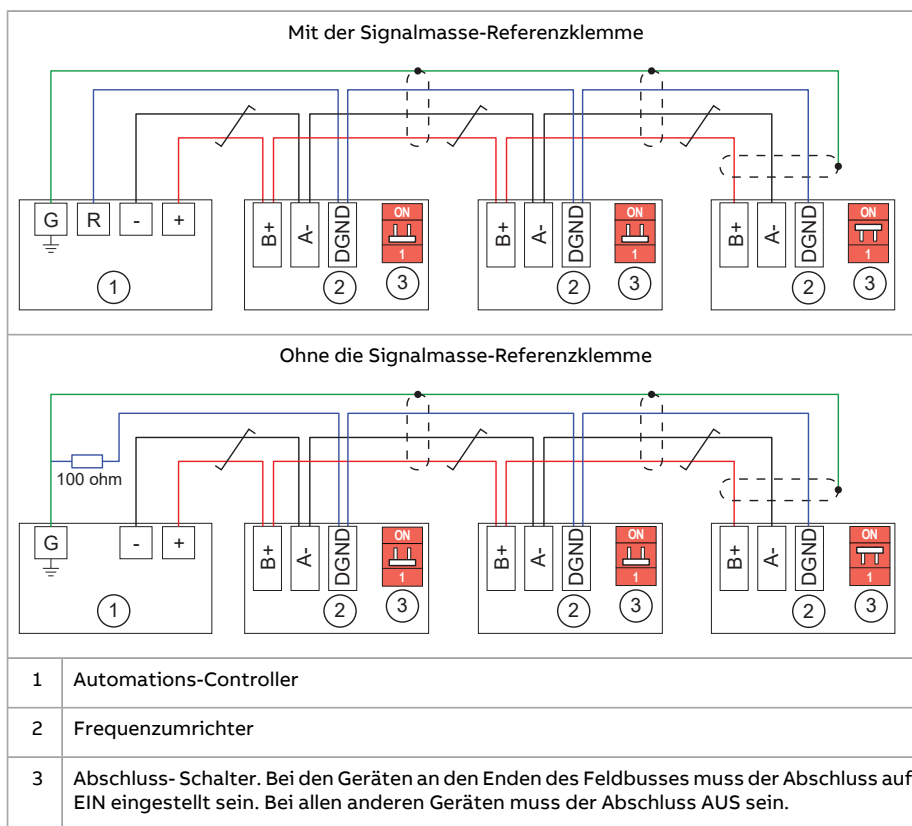 Mit der Signalmasse-Referenzklemme
G R - + B+ A- DGND ON 1 B+ A- DGND ON 1 B+ A- DGND ON 1
1 2 3 2 3 2 3
Ohne die Signalmasse-Referenzklemme
100 ohm
G - + B+ A- DGND ON 1 B+ A- DGND ON 1 B+ A- DGND ON 1
1 2 3 2 3 2 3
1 Automations-Controller
2 Frequenzumrichter
3 Abschluss- Schalter. Bei den Geräten an den Enden des Feldbusses muss der Abschluss auf
EIN eingestellt sein. Bei allen anderen Geräten muss der Abschluss AUS sein.